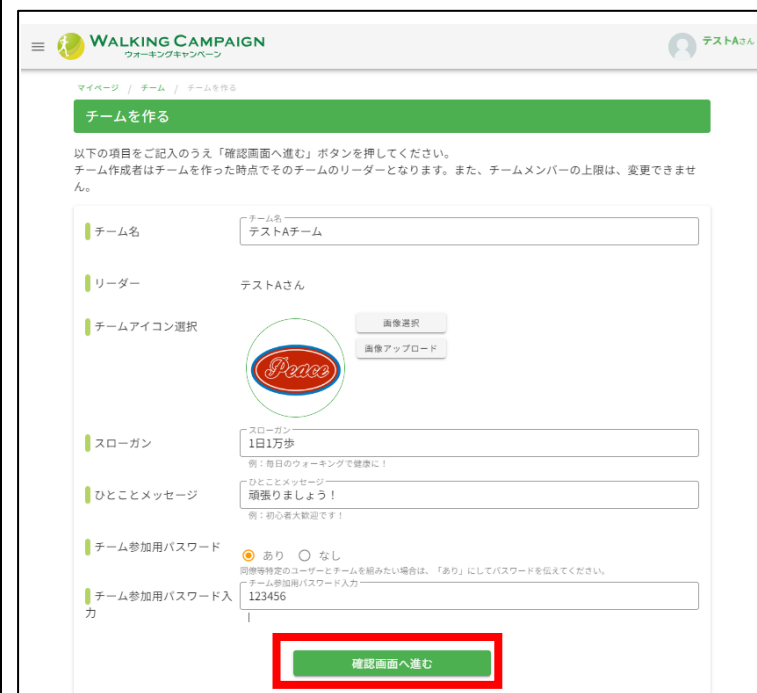 WALKING CAMPAIGN
ウオーキングキャンペーン
テストAさん
マイページ / チーム / チームを作る
チームを作る
以下の項目をご記入のうえ「確認画面へ進む」ボタンを押してください。
チーム作成者はチームを作った時点でそのチームのリーダーとなります。また、チームメンバーの上限は、変更できませ
ん。
チーム名
チーム名
テストAチーム
リーダー
テストAさん
チームアイコン選択
画像選択
画像アップロード
Peace
スローガン
スローガン
1日1万歩
例：毎日のウォーキングで健康に！
ひとことメッセージ
ひとことメッセージ
頑張りましょう！
例：初心者大歓迎です！
チーム参加用パスワード
あり なし
同僚等特定のユーザーとチームを組みたい場合は、「あり」にしてパスワードを伝えてください。
チーム参加用パスワード入
力
チーム参加用パスワード入力
123456
確認画面へ進む